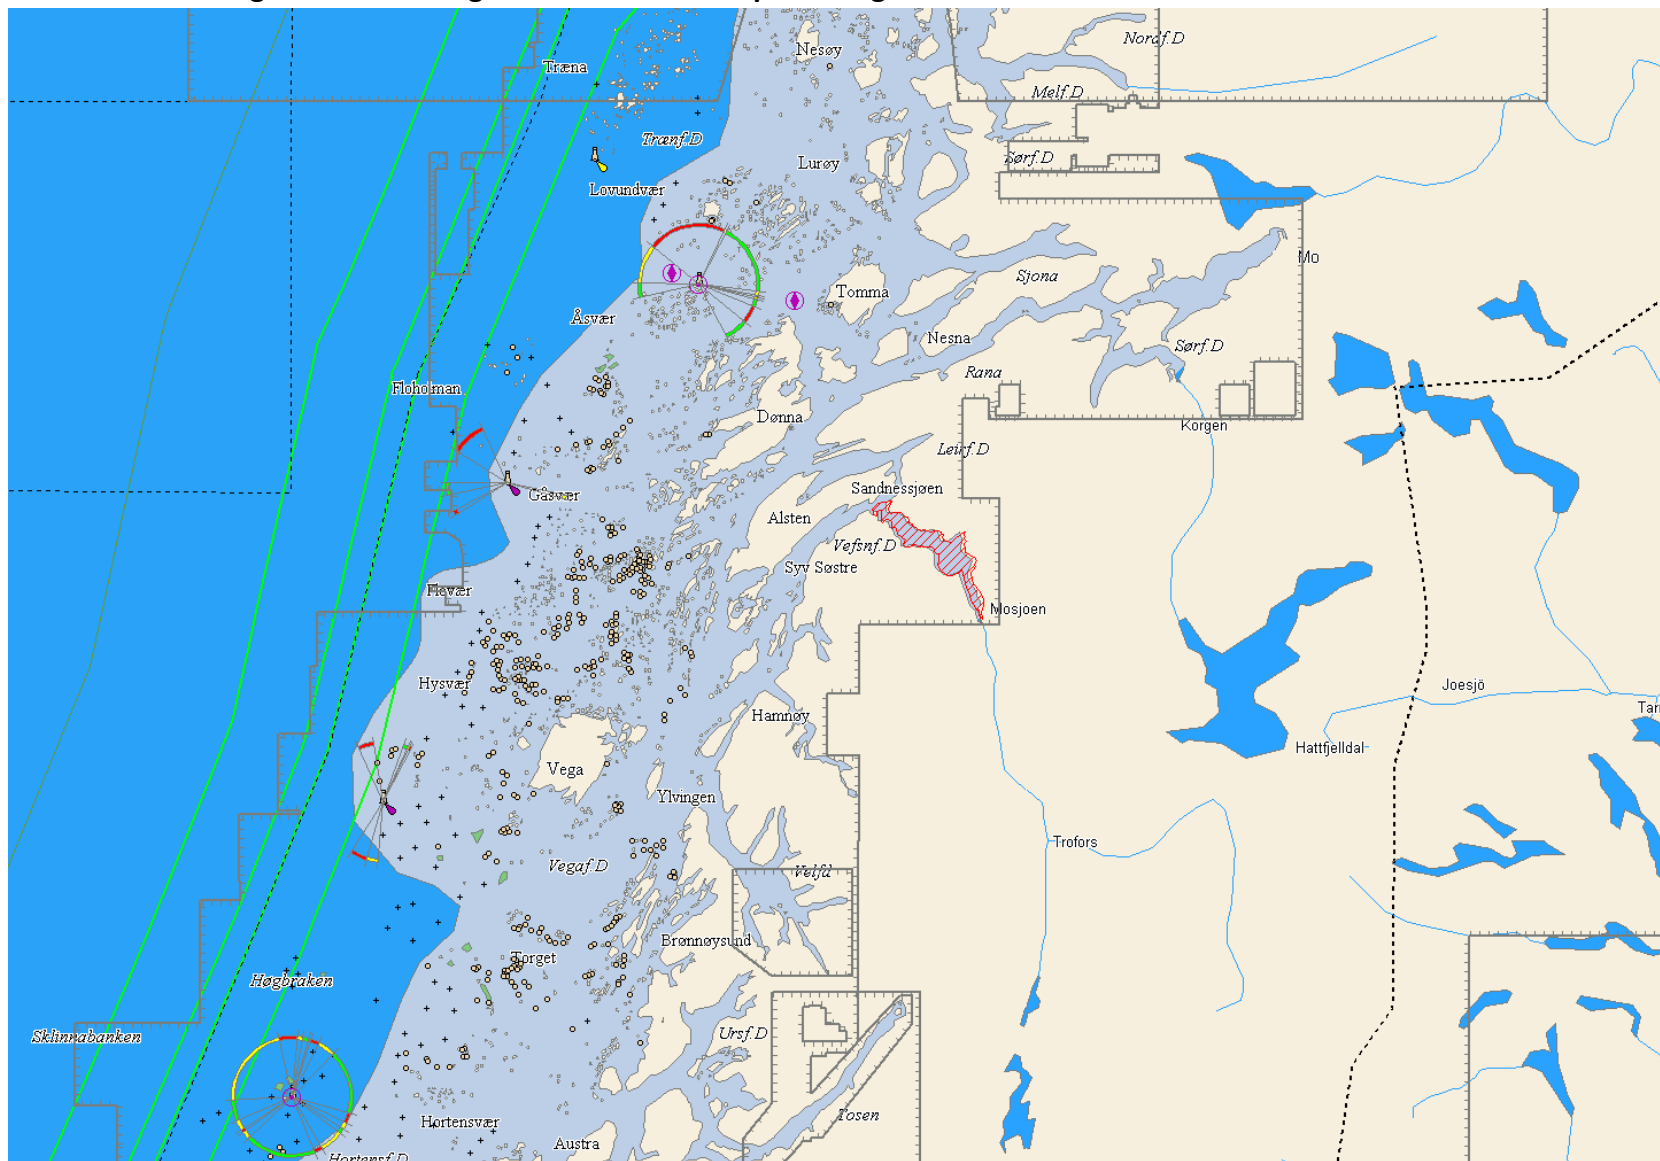 Nordf.D
Nesøy
Træna
Melf.D
Trænf.D
Sørf.D
Lurøy
Lovundvær
Mo
Sjona
Tomma
Åsvær
Nesna
Sørf.D
Rana
Floholman
Dønna
Korgen
Leirf.D
Sandnessjøen
Gåsvær
Alsten
Vefsnf.D
Syv Søstre
Flevær
Mosjoen
Hysvær
Joesjö
Hamnøy
Hattfjelldal
Vega
Ylvingen
Trofors
Vegaf.D
Velfd
Brønnøysund
Torget
Høgbraken
Sklinnabanken
Ursf.D
Tosen
Hortensvær
Austra
Hortensf.D